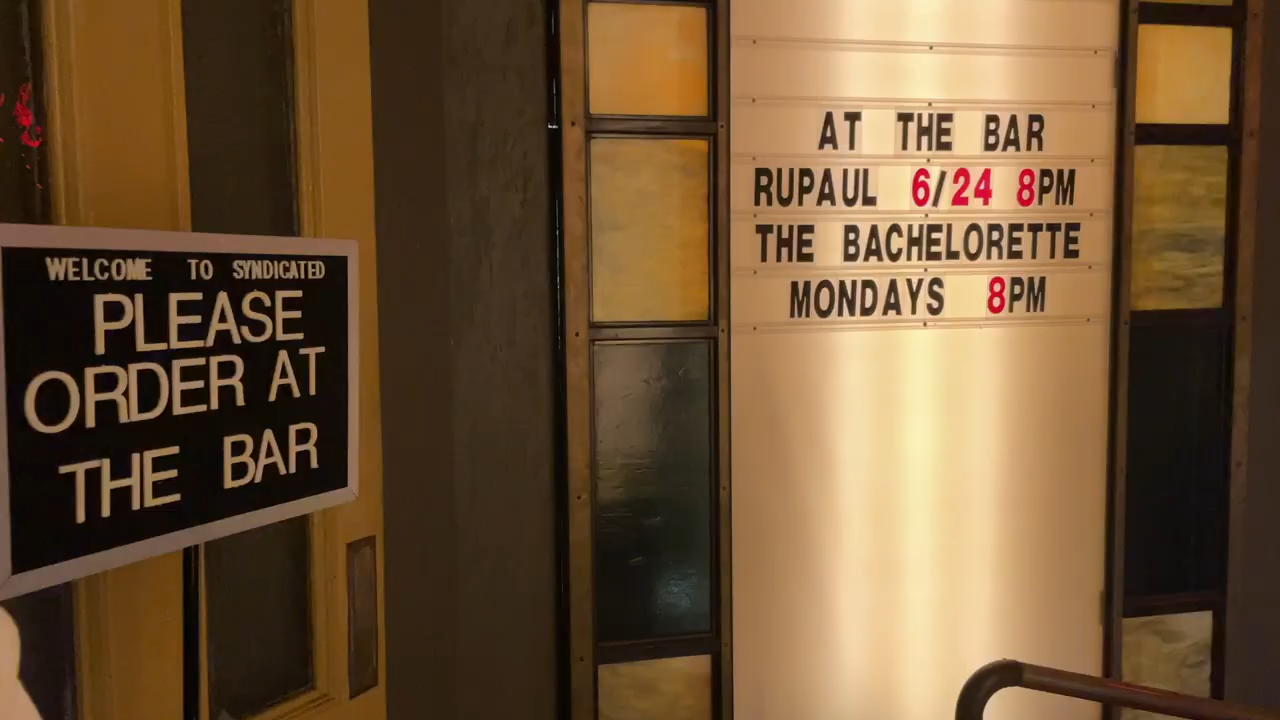 WELCOME TO SYNDICATED
PLEASE
ORDER AT
THE BAR
AT THE BAR
RUPAUL 6/24 8PM
THE BACHELORETTE
MONDAYS 8PM